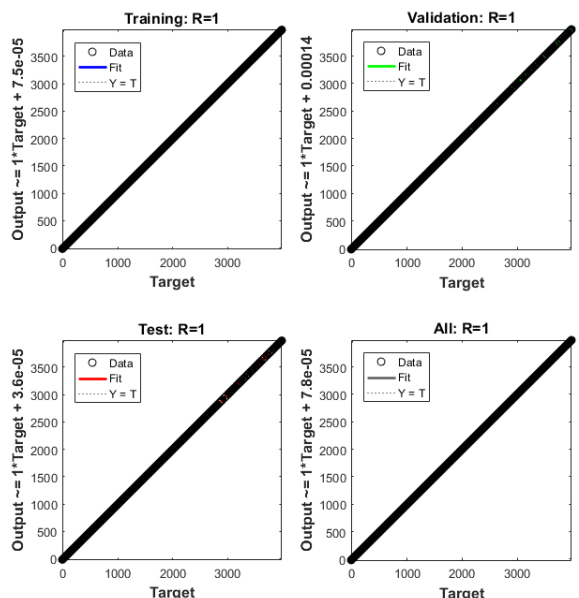 Training: R=1
Output ~= 1*Target + 7.5e-05
3500
3000
2500
2000
1500
1000
500
0
Data
Fit
Y = T
0 1000 2000 3000
Target
Validation: R=1
Output ~= 1*Target + 0.00014
3500
3000
2500
2000
1500
1000
500
0
Data
Fit
Y = T
0 1000 2000 3000
Target
Test: R=1
Output ~= 1*Target + 3.6e-05
3500
3000
2500
2000
1500
1000
500
0
Data
Fit
Y = T
0 1000 2000 3000
Target
All: R=1
Output ~= 1*Target + 7.8e-05
3500
3000
2500
2000
1500
1000
500
0
Data
Fit
Y = T
0 1000 2000 3000
Target